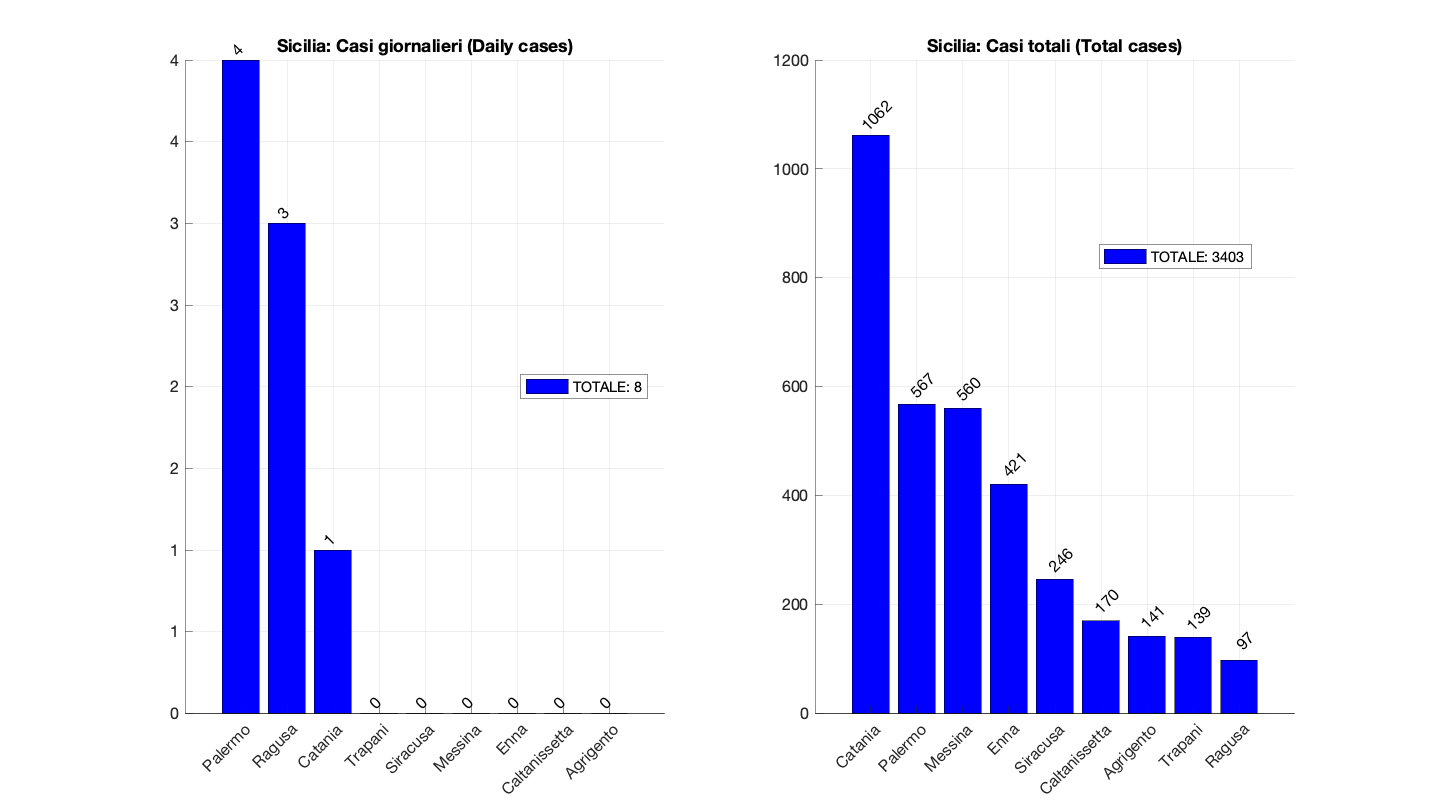 Sicilia: Casi giornalieri (Daily cases)
4
4
3
3
2
2
1
1
0
4
3
1
0
0
0
0
0
0
TOTALE: 8
Palermo
Ragusa
Catania
Trapani
Siracusa
Messina
Enna
Caltanissetta
Agrigento
Sicilia: Casi totali (Total cases)
1200
1000
800
600
400
200
0
1062
567
560
421
246
170
141
139
97
TOTALE: 3403
Catania
Palermo
Messina
Enna
Siracusa
Caltanissetta
Agrigento
Trapani
Ragusa